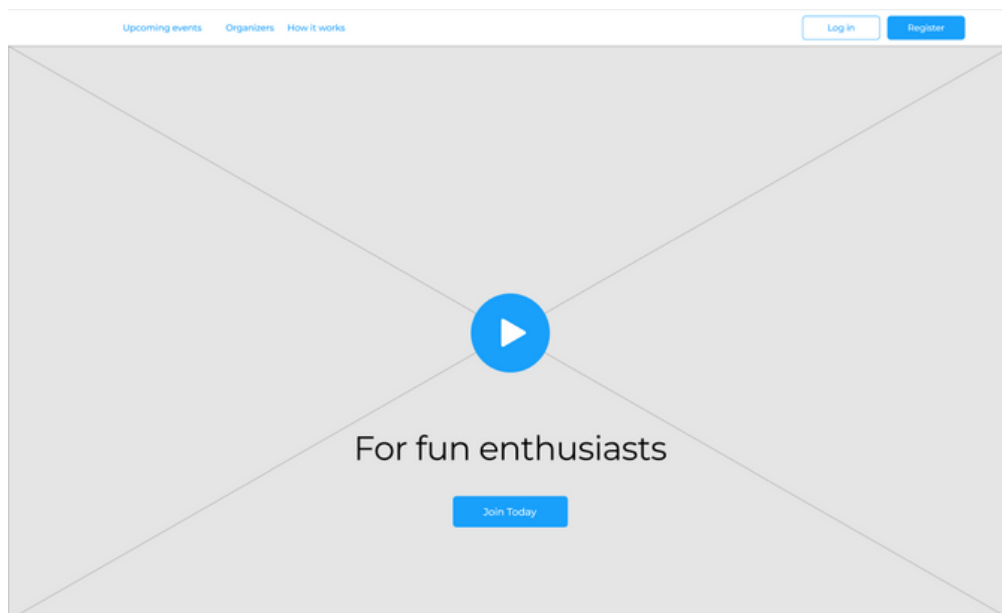 Upcoming events Organizers How it works Log in Register
For fun enthusiasts
Join Today